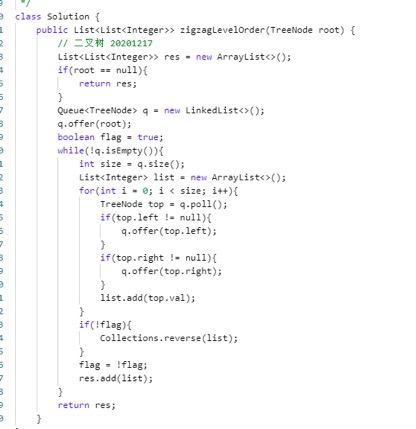 */
class Solution {
public List<List<Integer>> zigzagLevelOrder(TreeNode root) {
// 二叉树 20201217
List<List<Integer>> res = new ArrayList<>();
if(root == null){
return res;
}
Queue<TreeNode> q = new LinkedList<>();
q.offer(root);
boolean flag = true;
while(!q.isEmpty()){
int size = q.size();
List<Integer> list = new ArrayList<>();
for(int i = 0; i < size; i++){
TreeNode top = q.poll();
if(top.left != null){
q.offer(top.left);
}
if(top.right != null){
q.offer(top.right);
}
list.add(top.val);
}
if(!flag){
Collections.reverse(list);
}
flag = !flag;
res.add(list);
}
return res;
}